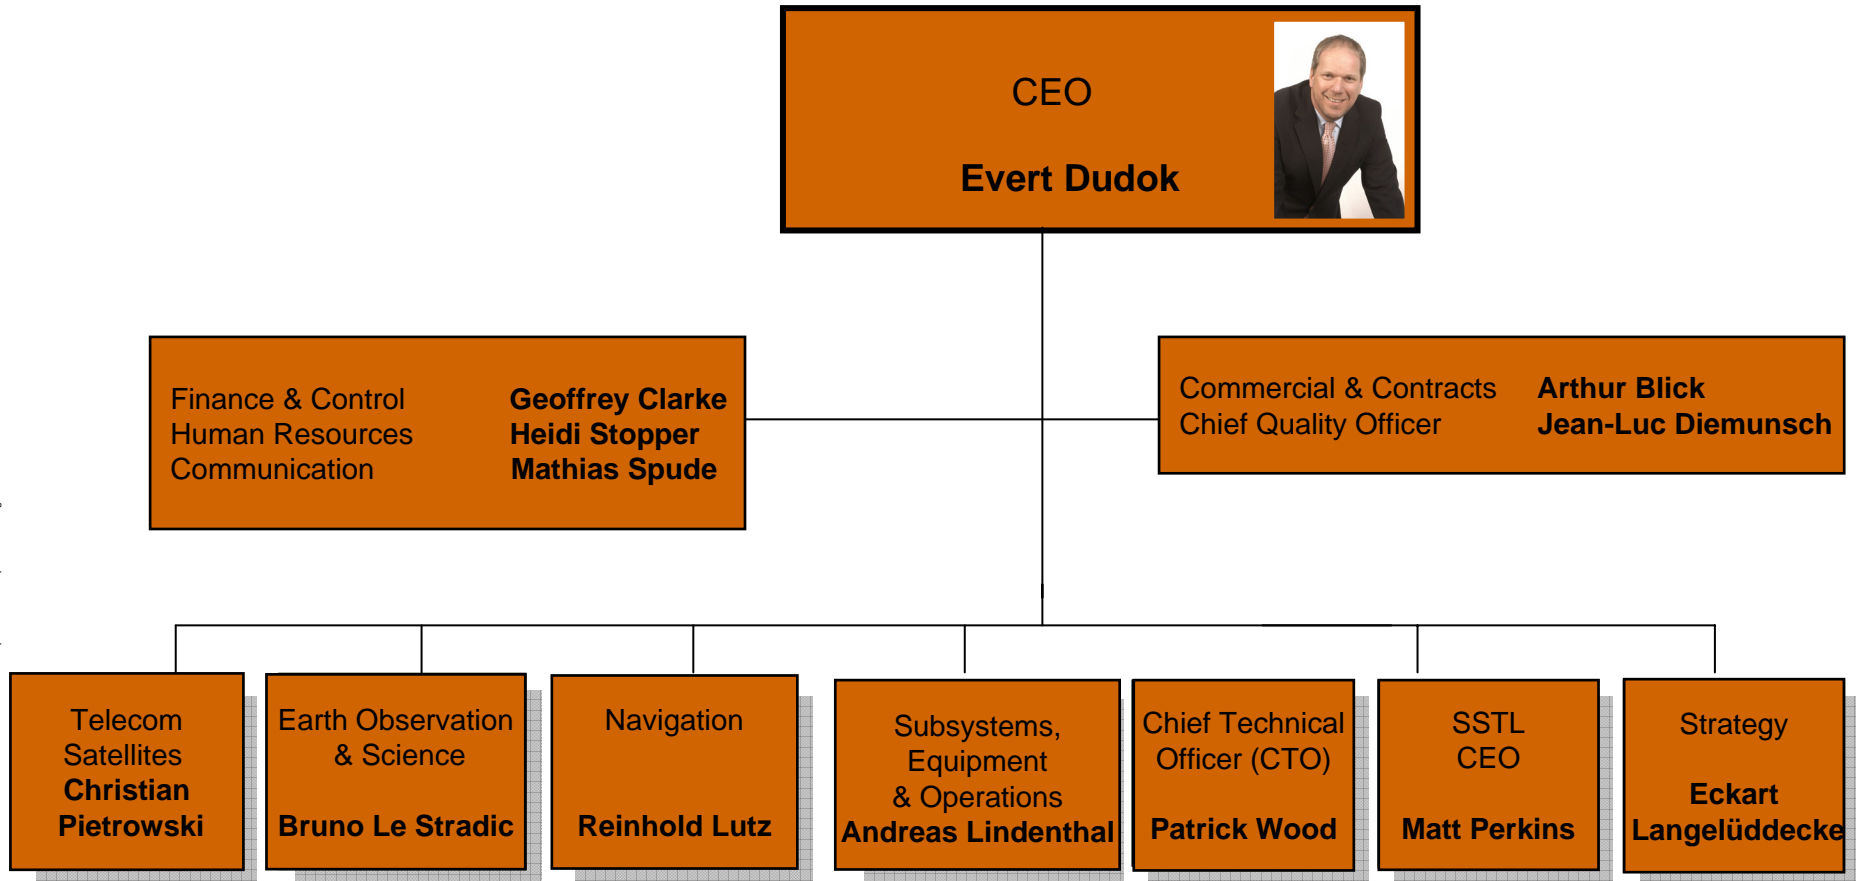 CEO
Evert Dudok
Finance & Control Geoffrey Clarke
Human Resources Heidi Stopper
Communication Mathias Spude
Commercial & Contracts Arthur Blick
Chief Quality Officer Jean-Luc Diemunsch
Telecom
Satellites
Christian
Pietrowski
Earth Observation
& Science
Bruno Le Stradic
Navigation
Reinhold Lutz
Subsystems,
Equipment
& Operations
Andreas Lindenthal
Chief Technical
Officer (CTO)
Patrick Wood
SSTL
CEO
Matt Perkins
Strategy
Eckart
Langelüddecke